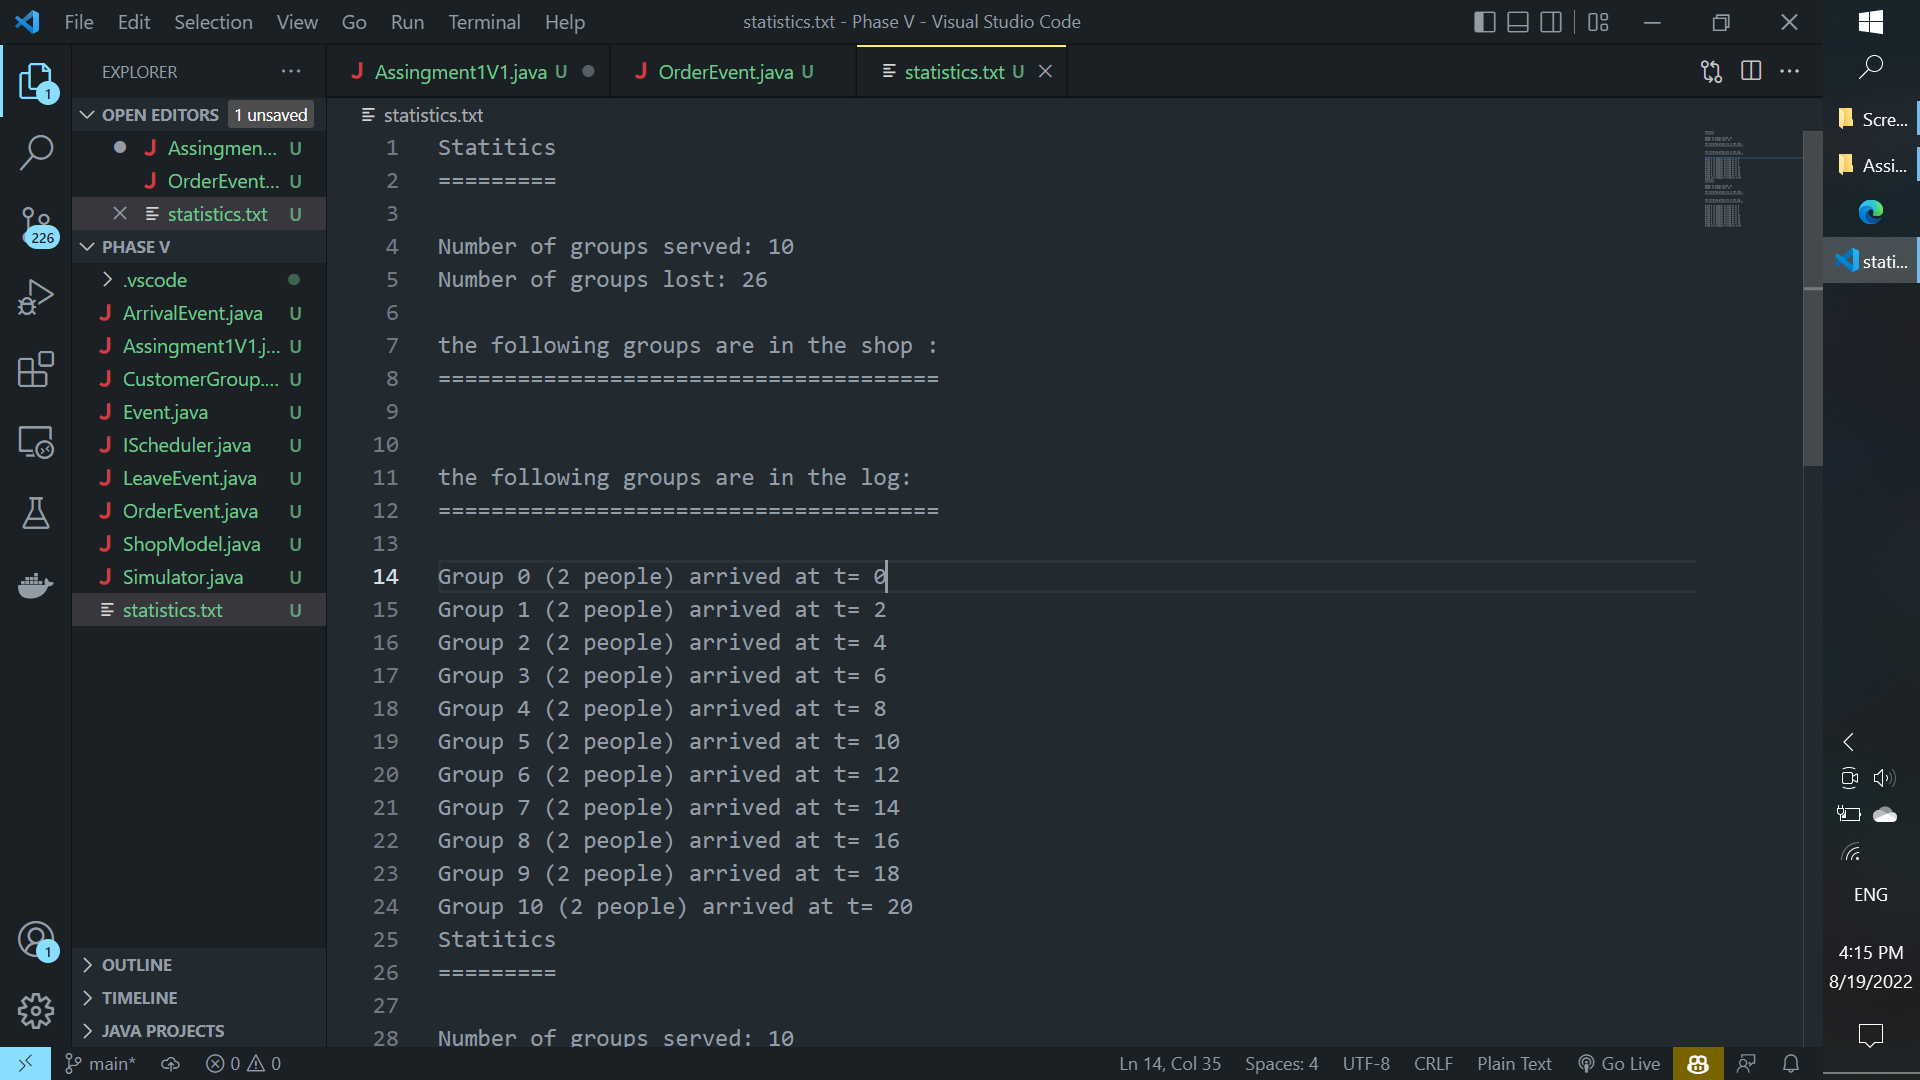 File Edit Selection View Go Run Terminal Help
statistics.txt - Phase V - Visual Studio Code
EXPLORER
Assingment1V1.java U
OrderEvent.java U
statistics.txt U
OPEN EDITORS 1 unsaved
Assingmen... U
OrderEvent... U
statistics.txt U
PHASE V
.vscode
ArrivalEvent.java U
Assingment1V1.j... U
CustomerGroup.... U
Event.java U
IScheduler.java U
LeaveEvent.java U
OrderEvent.java U
ShopModel.java U
Simulator.java U
statistics.txt U
OUTLINE
TIMELINE
JAVA PROJECTS
1
226
1
statistics.txt
1 Statitics
2 =========
3
4 Number of groups served: 10
5 Number of groups lost: 26
6
7 the following groups are in the shop :
8 ======================================
9
10
11 the following groups are in the log:
12 ======================================
13
14 Group 0 (2 people) arrived at t= 0
15 Group 1 (2 people) arrived at t= 2
16 Group 2 (2 people) arrived at t= 4
17 Group 3 (2 people) arrived at t= 6
18 Group 4 (2 people) arrived at t= 8
19 Group 5 (2 people) arrived at t= 10
20 Group 6 (2 people) arrived at t= 12
21 Group 7 (2 people) arrived at t= 14
22 Group 8 (2 people) arrived at t= 16
23 Group 9 (2 people) arrived at t= 18
24 Group 10 (2 people) arrived at t= 20
25 Statitics
26 =========
27
28 Number of groups served: 10
main* 0 0
Ln 14, Col 35 Spaces: 4 UTF-8 CRLF Plain Text Go Live
Scre...
Assi...
stati...
ENG
4:15 PM
8/19/2022